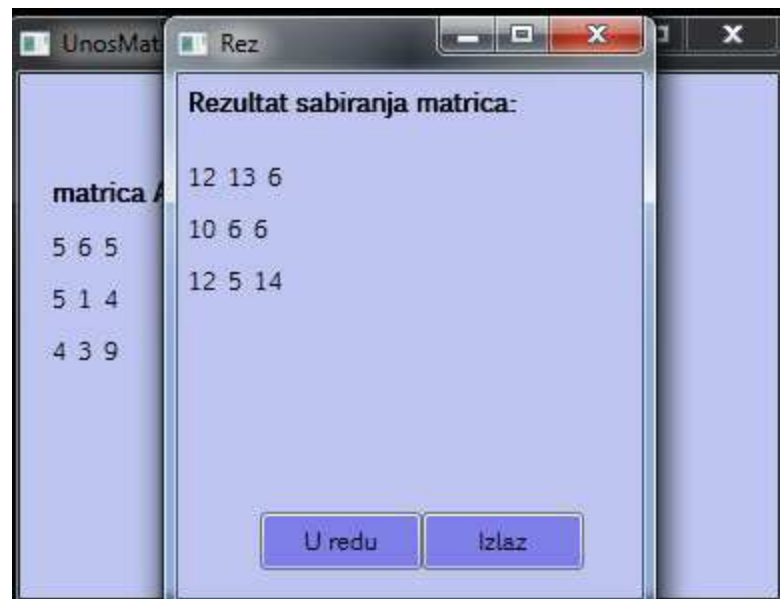 UnosMat
Rez
Rezultat sabiranja matrica:
12 13 6
10 6 6
12 5 14
matrica A
5 6 5
5 1 4
4 3 9
U redu
Izlaz